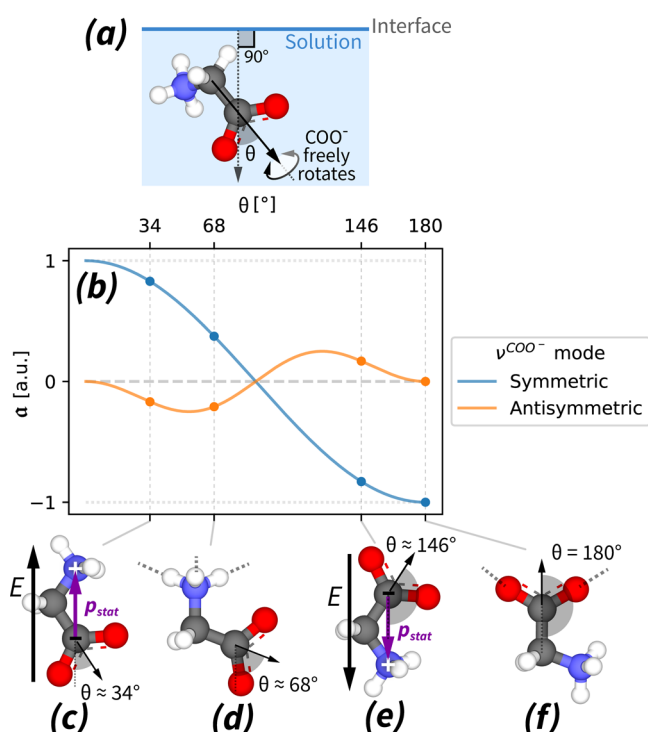 (a)
Interface
Solution
90°
θ
COO⁻
freely
rotates
θ [°]
34 68 146 180
(b)
1
0
−1
α [a.u.]
ν^COO⁻ mode
Symmetric
Antisymmetric
E
+
p_stat
−
θ ≈ 34°
(c)
θ ≈ 68°
(d)
E
θ ≈ 146°
−
p_stat
+
(e)
θ = 180°
(f)